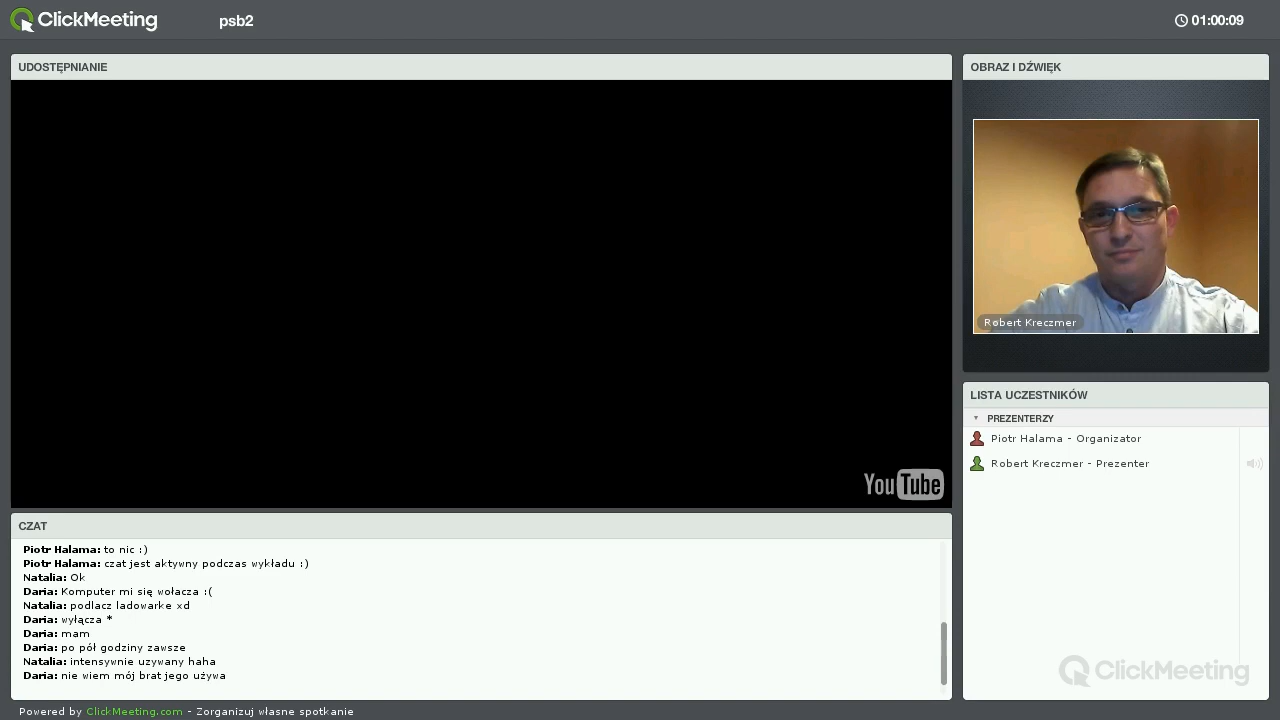 ClickMeeting
psb2
01:00:09
UDOSTĘPNIANIE
OBRAZ I DŹWIĘK
Robert Kreczmer
YouTube
LISTA UCZESTNIKÓW
PREZENTERZY
Piotr Halama - Organizator
Robert Kreczmer - Prezenter
CZAT
Piotr Halama: to nic :)
Piotr Halama: czat jest aktywny podczas wykładu :)
Natalia: Ok
Daria: Komputer mi się wołacza :(
Natalia: podlacz ladowarke xd
Daria: wyłącza *
Daria: mam
Daria: po pół godziny zawsze
Natalia: intensywnie uzywany haha
Daria: nie wiem mój brat jego używa
ClickMeeting
Powered by ClickMeeting.com - Zorganizuj własne spotkanie